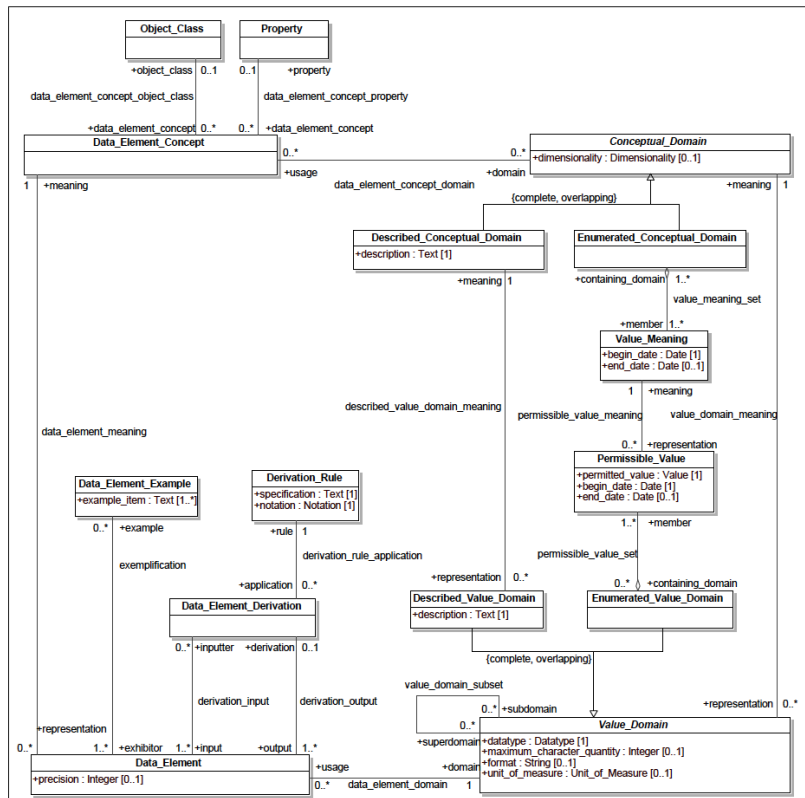 Object_Class
Property
+object_class 0..1
0..1 +property
data_element_concept_object_class
data_element_concept_property
+data_element_concept 0..*
0..* +data_element_concept
Data_Element_Concept
Conceptual_Domain
+dimensionality : Dimensionality [0..1]
0..*
+usage
0..*
+domain
data_element_concept_domain
1 +meaning
+meaning 1
{complete, overlapping}
Described_Conceptual_Domain
+description : Text [1]
Enumerated_Conceptual_Domain
+meaning 1
+containing_domain 1..*
value_meaning_set
+member 1..*
Value_Meaning
+begin_date : Date [1]
+end_date : Date [0..1]
1 +meaning
described_value_domain_meaning
permissible_value_meaning
value_domain_meaning
data_element_meaning
0..* +representation
Permissible_Value
+permitted_value : Value [1]
+begin_date : Date [1]
+end_date : Date [0..1]
Data_Element_Example
+example_item : Text [1..*]
Derivation_Rule
+specification : Text [1]
+notation : Notation [1]
0..* +example
+rule 1
1..* +member
exemplification
derivation_rule_application
permissible_value_set
+application 0..*
+representation 0..*
0..* +containing_domain
Data_Element_Derivation
Described_Value_Domain
+description : Text [1]
Enumerated_Value_Domain
0..* +inputter
+derivation 0..1
{complete, overlapping}
derivation_input
derivation_output
value_domain_subset
0..* +subdomain
+representation 0..*
+representation
0..*
+superdomain
Value_Domain
+datatype : Datatype [1]
+maximum_character_quantity : Integer [0..1]
+format : String [0..1]
+unit_of_measure : Unit_of_Measure [0..1]
0..*
1..* +exhibitor
1..* +input
+output 1..*
Data_Element
+precision : Integer [0..1]
+usage
0..*
+domain
1
data_element_domain